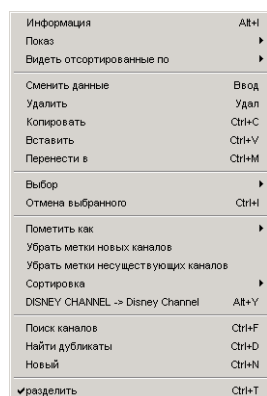 Информация Alt+I
Показ
Видеть отсортированные по
Сменить данные Ввод
Удалить Удал
Копировать Ctrl+C
Вставить Ctrl+V
Перенести в Ctrl+M
Выбор
Отмена выбранного Ctrl+I
Пометить как
Убрать метки новых каналов
Убрать метки несуществующих каналов
Сортировка
DISNEY CHANNEL -> Disney Channel Alt+Y
Поиск каналов Ctrl+F
Найти дубликаты Ctrl+D
Новый Ctrl+N
разделить Ctrl+T